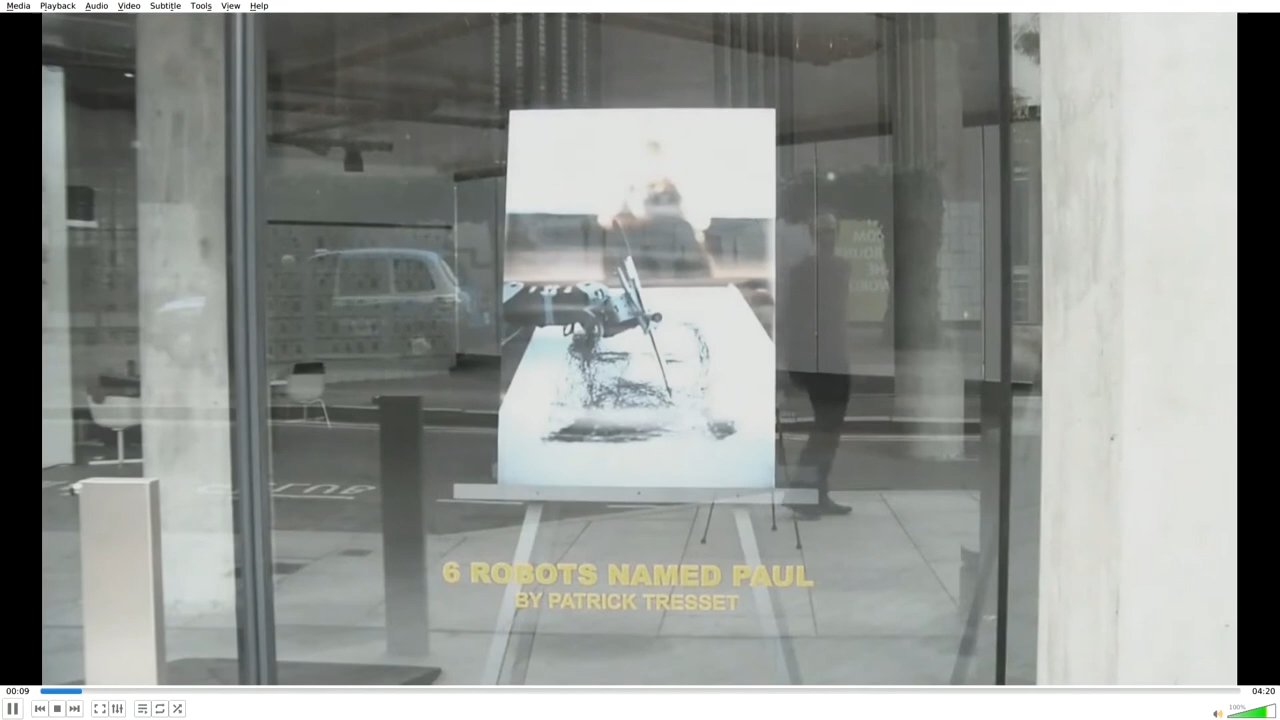 Media Playback Audio Video Subtitle Tools View Help
6 ROBOTS NAMED PAUL
BY PATRICK TRESSET
00:09
04:20
100%